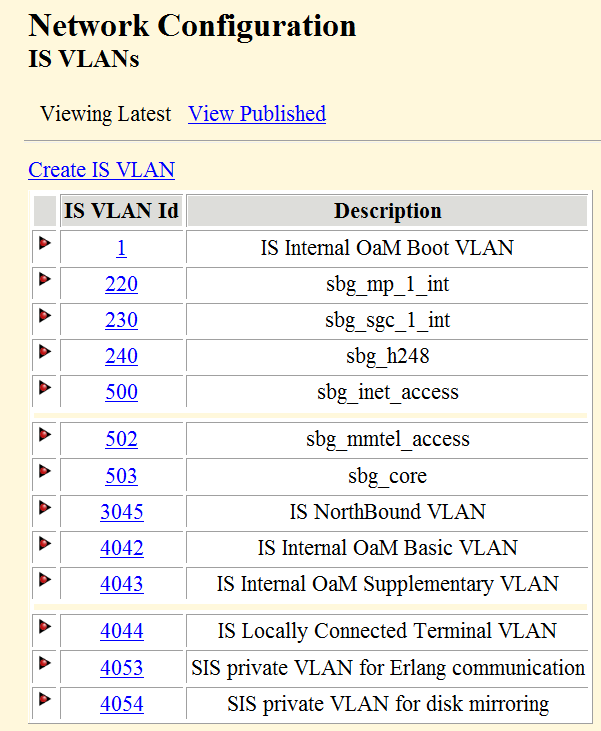 Network Configuration
IS VLANs
Viewing Latest View Published
Create IS VLAN
IS VLAN Id Description
1 IS Internal OaM Boot VLAN
220 sbg_mp_1_int
230 sbg_sgc_1_int
240 sbg_h248
500 sbg_inet_access
502 sbg_mmtel_access
503 sbg_core
3045 IS NorthBound VLAN
4042 IS Internal OaM Basic VLAN
4043 IS Internal OaM Supplementary VLAN
4044 IS Locally Connected Terminal VLAN
4053 SIS private VLAN for Erlang communication
4054 SIS private VLAN for disk mirroring